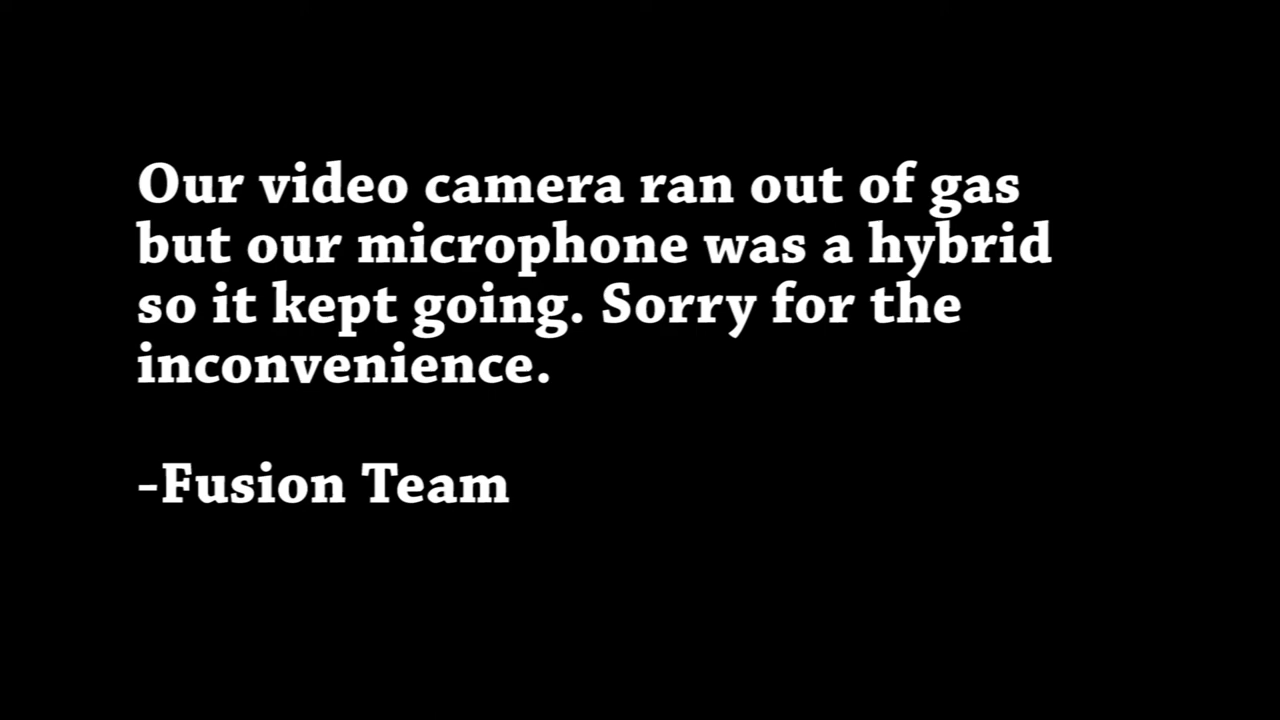 Our video camera ran out of gas
but our microphone was a hybrid
so it kept going. Sorry for the
inconvenience.
-Fusion Team